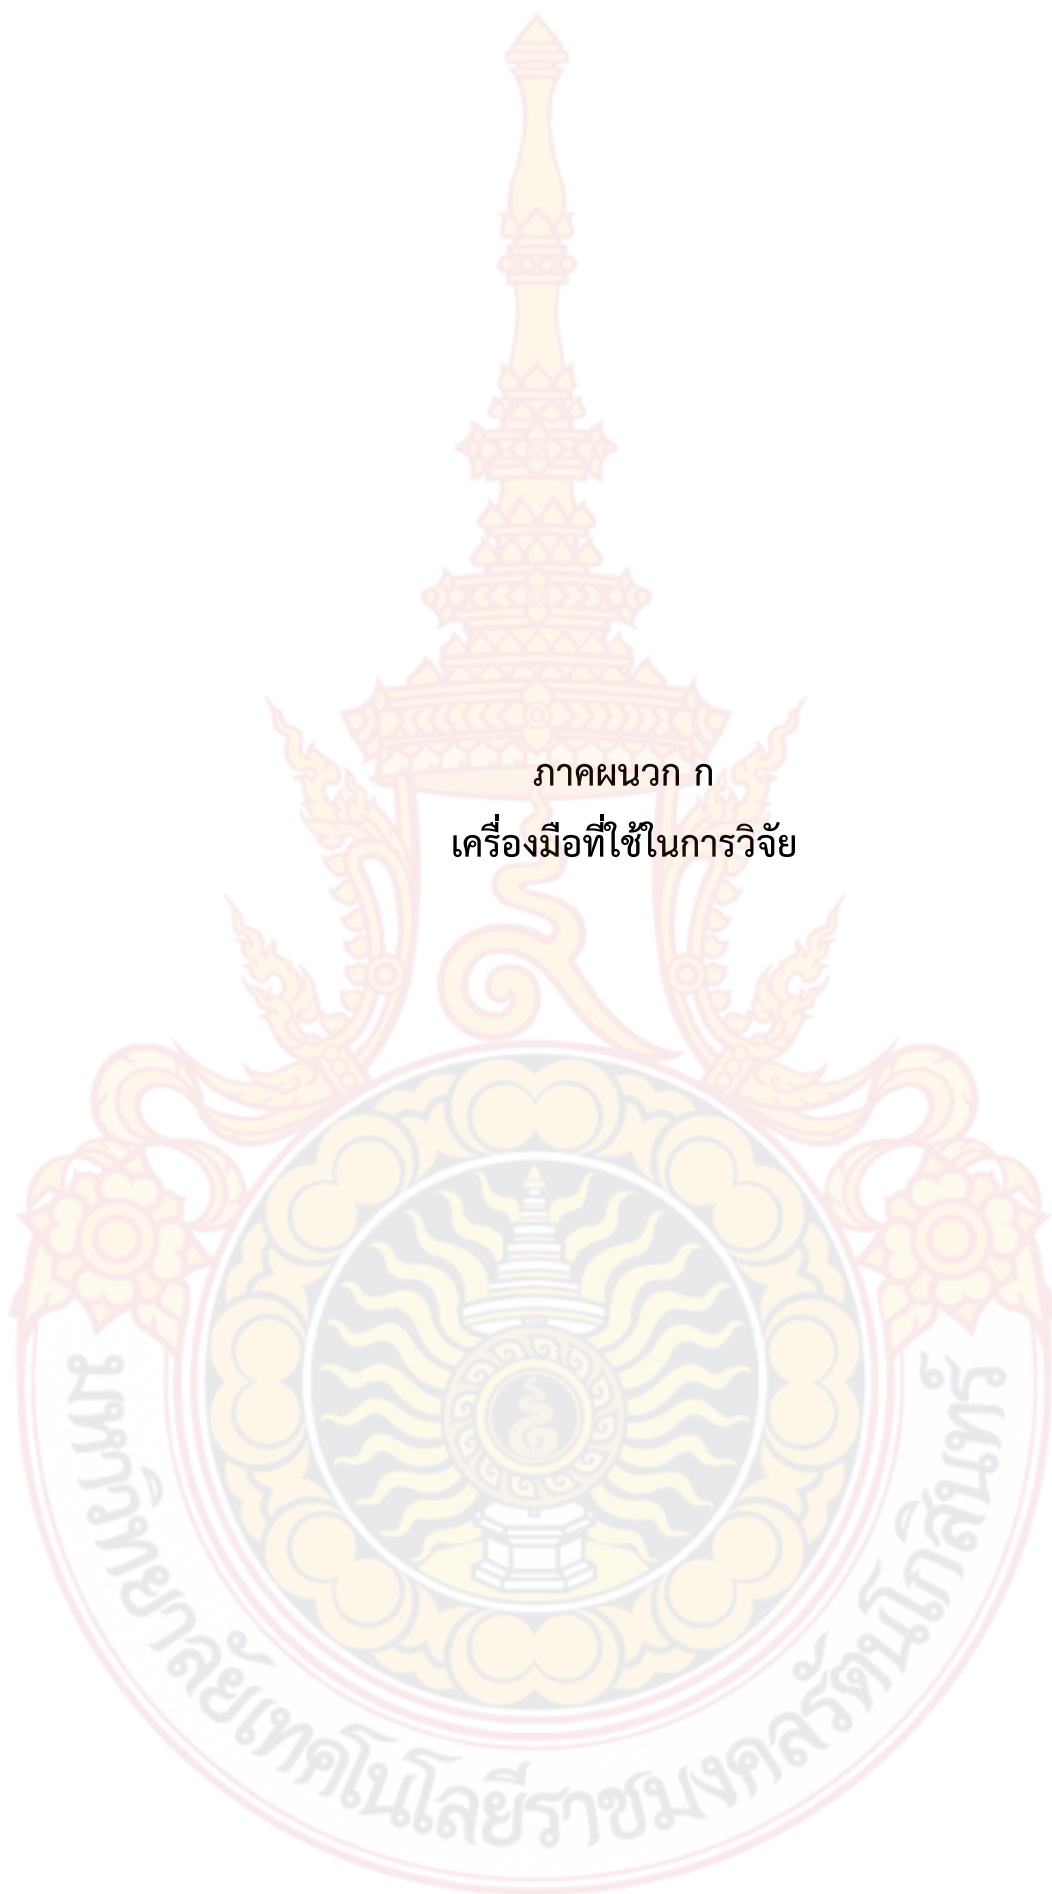 ภาคผนวก ก
เครื่องมือที่ใช้ในการวิจัย
มหาวิทยาลัยเทคโนโลยีราชมงคลรัตนโกสินทร์